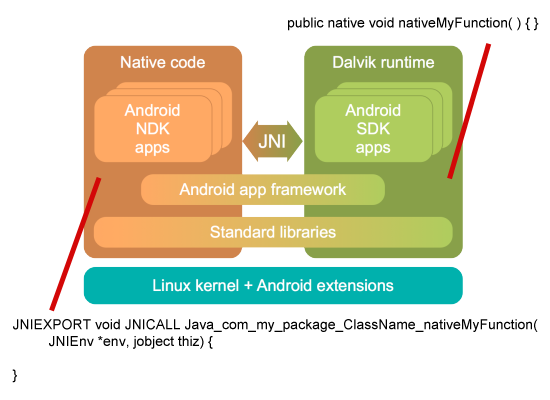 public native void nativeMyFunction( ) { }
Native code
Dalvik runtime
Android
NDK
apps
JNI
Android
SDK
apps
Android app framework
Standard libraries
Linux kernel + Android extensions
JNIEXPORT void JNICALL Java_com_my_package_ClassName_nativeMyFunction(
JNIEnv *env, jobject thiz) {
}